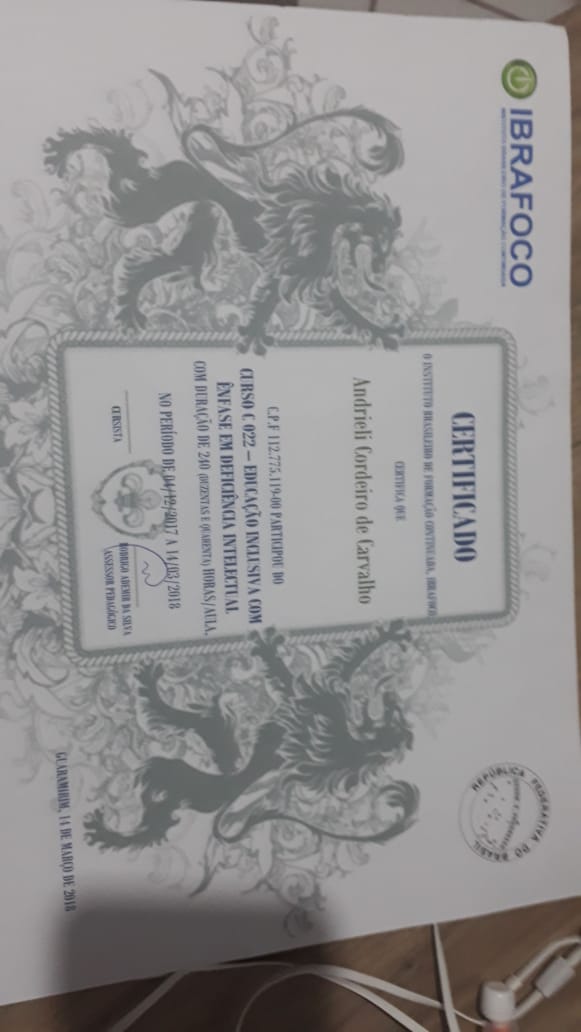 IBRAFOCO
INSTITUTO BRASILEIRO DE FORMAÇÃO CONTINUADA
REPÚBLICA FEDERATIVA DO BRASIL
CERTIFICADO
O INSTITUTO BRASILEIRO DE FORMAÇÃO CONTINUADA, IBRAFOCO
CERTIFICA QUE
Andrieli Cordeiro de Carvalho
C.P.F 112.775.119-00 PARTICIPOU DO
CURSO C 022 – EDUCAÇÃO INCLUSIVA COM
ÊNFASE EM DEFICIÊNCIA INTELECTUAL
COM DURAÇÃO DE 240 (DUZENTAS E QUARENTA) HORAS/AULA,
NO PERÍODO DE 04/12/2017 A 14/03/2018
CURSISTA
RODRIGO ADEMIR DA SILVA
ASSESSOR PEDAGÓGICO
GUARAMIRIM, 14 DE MARÇO DE 2018